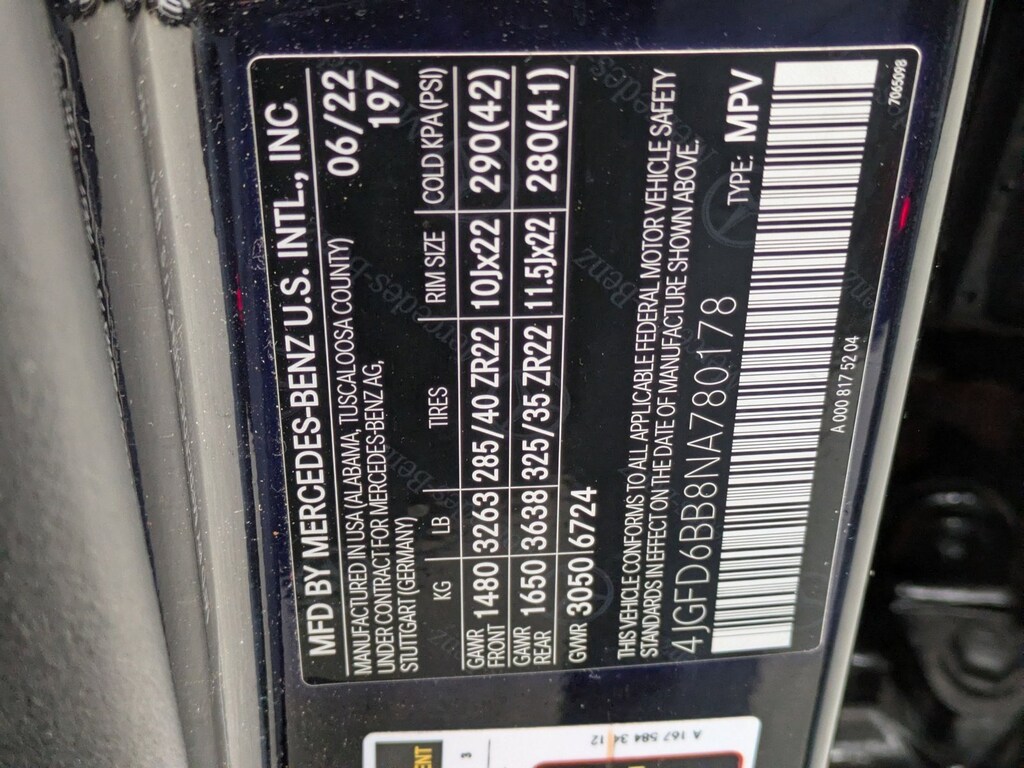 MFD BY MERCEDES-BENZ U.S. INTL., INC
MANUFACTURED IN USA (ALABAMA, TUSCALOOSA COUNTY) 06/22
UNDER CONTRACT FOR MERCEDES-BENZ AG, 197
STUTTGART (GERMANY)
KG LB TIRES RIM SIZE COLD KPA (PSI)
GAWR FRONT 1480 3263 285/40 ZR22 10Jx22 290(42)
GAWR REAR 1650 3638 325/35 ZR22 11.5Jx22 280(41)
GVWR 3050 6724
THIS VEHICLE CONFORMS TO ALL APPLICABLE FEDERAL MOTOR VEHICLE SAFETY
STANDARDS IN EFFECT ON THE DATE OF MANUFACTURE SHOWN ABOVE.
4JGFD6BB8NA780178 TYPE: MPV
A 000 817 52 04
7065098
A 167 584 34 12
3